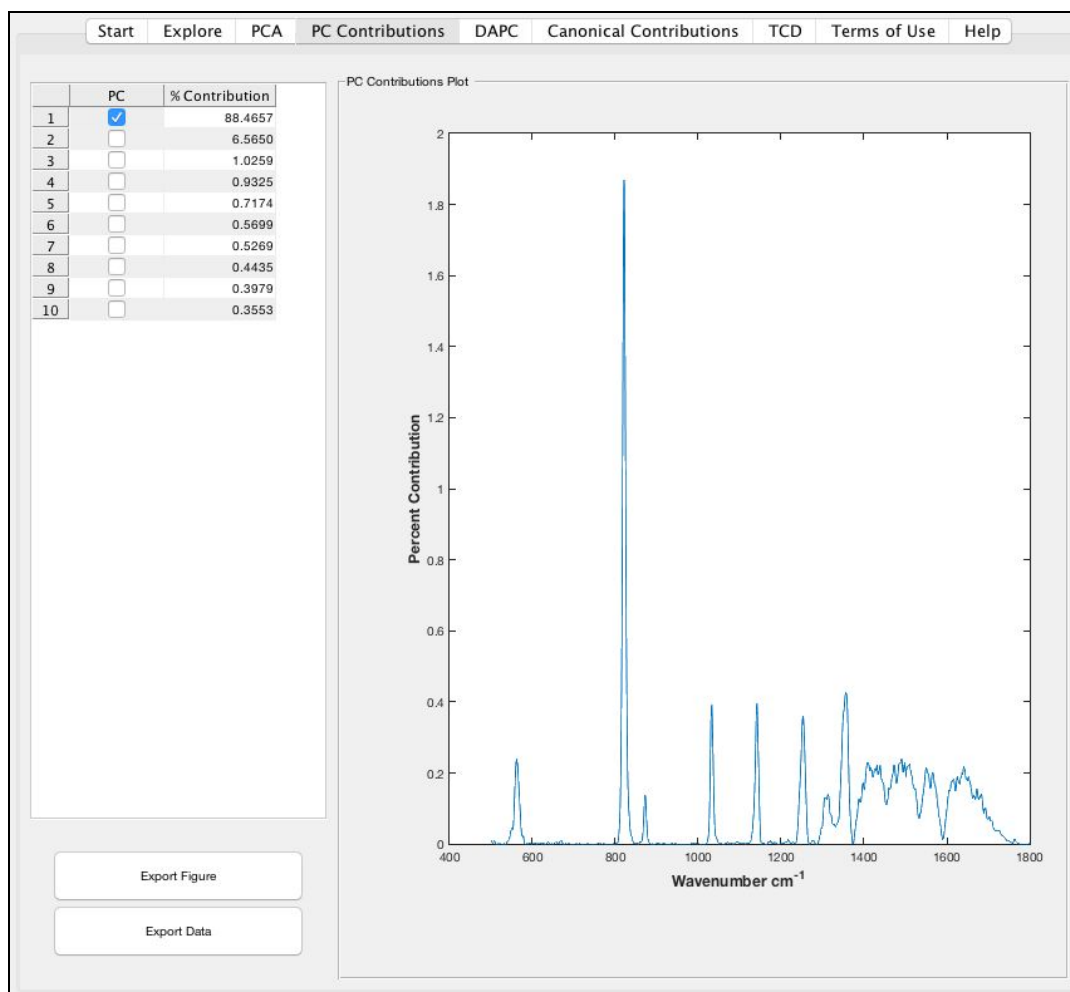 Start Explore PCA PC Contributions DAPC Canonical Contributions TCD Terms of Use Help
PC % Contribution
1 88.4657
2 6.5650
3 1.0259
4 0.9325
5 0.7174
6 0.5699
7 0.5269
8 0.4435
9 0.3979
10 0.3553
Export Figure
Export Data
PC Contributions Plot
2
1.8
1.6
1.4
1.2
1
0.8
0.6
0.4
0.2
0
Percent Contribution
400 600 800 1000 1200 1400 1600 1800
Wavenumber cm-1